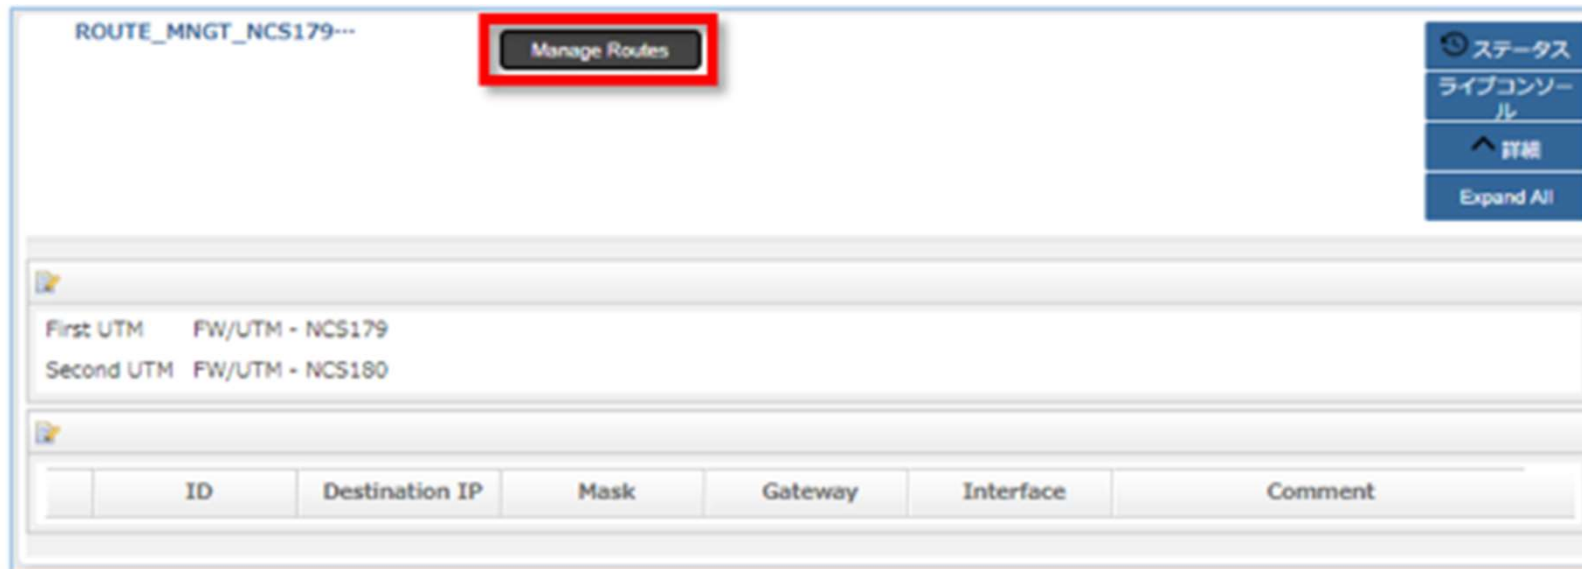 ROUTE_MNGT_NCS179…
Manage Routes
ステータス
ライブコンソー
ル
詳細
Expand All
First UTM FW/UTM - NCS179
Second UTM FW/UTM - NCS180
ID Destination IP Mask Gateway Interface Comment